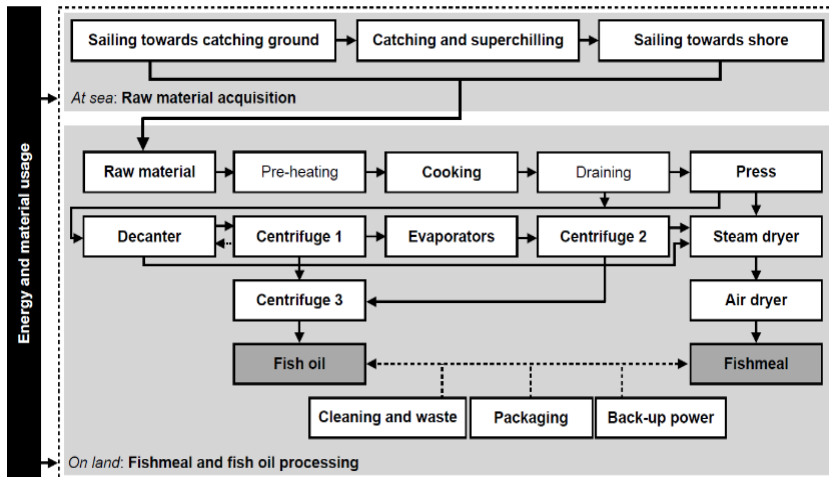 Energy and material usage
Sailing towards catching ground
Catching and superchilling
Sailing towards shore
At sea: Raw material acquisition
Raw material
Pre-heating
Cooking
Draining
Press
Decanter
Centrifuge 1
Evaporators
Centrifuge 2
Steam dryer
Centrifuge 3
Air dryer
Fish oil
Fishmeal
Cleaning and waste
Packaging
Back-up power
On land: Fishmeal and fish oil processing